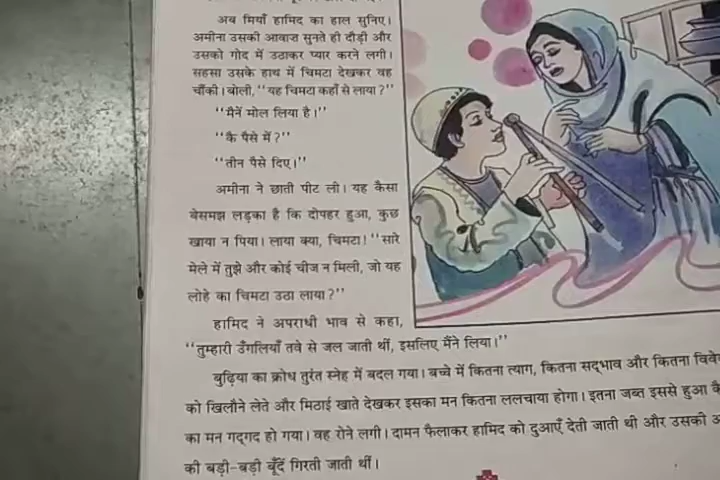 अब मियाँ हामिद का हाल सुनिए।
अमीना उसकी आवाज़ सुनते ही दौड़ी और
उसको गोद में उठाकर प्यार करने लगी।
सहसा उसके हाथ में चिमटा देखकर वह
चौंकी। बोली, ''यह चिमटा कहाँ से लाया?''
''मैनें मोल लिया है।''
''कै पैसे में?''
''तीन पैसे दिए।''
अमीना ने छाती पीट ली। यह कैसा
बेसमझ लड़का है कि दोपहर हुआ, कुछ
खाया न पिया। लाया क्या, चिमटा! ''सारे
मेले में तुझे और कोई चीज न मिली, जो यह
लोहे का चिमटा उठा लाया?''
हामिद ने अपराधी भाव से कहा,
''तुम्हारी उँगलियाँ तवे से जल जाती थीं, इसलिए मैंने लिया।''
बुढ़िया का क्रोध तुरंत स्नेह में बदल गया। बच्चे में कितना त्याग, कितना सद्भाव और कितना
को खिलौने लेते और मिठाई खाते देखकर इसका मन कितना ललचाया होगा। इतना जब्त इससे हुआ
का मन गद्गद हो गया। वह रोने लगी। दामन फैलाकर हामिद को दुआएँ देती जाती थी और उसकी
की बड़ी-बड़ी बूँदें गिरती जाती थीं।